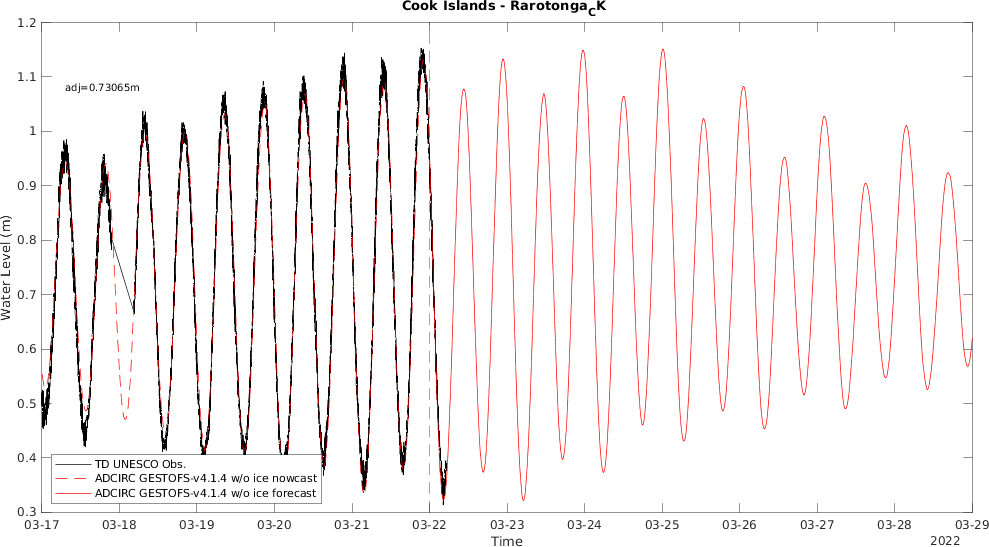 Cook Islands - Rarotonga_CK
1.2
1.1
adj=0.73065m
1
0.9
0.8
Water Level (m)
0.7
0.6
0.5
0.4
TD UNESCO Obs.
ADCIRC GESTOFS-v4.1.4 w/o ice nowcast
ADCIRC GESTOFS-v4.1.4 w/o ice forecast
0.3
03-17 03-18 03-19 03-20 03-21 03-22 03-23 03-24 03-25 03-26 03-27 03-28 03-29
Time
2022